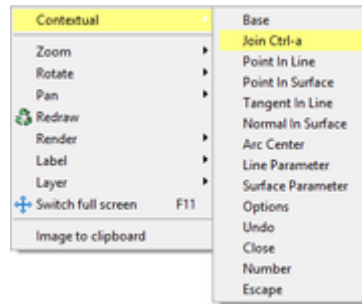 Contextual
Zoom
Rotate
Pan
Redraw
Render
Label
Layer
Switch full screen F11
Image to clipboard
Base
Join Ctrl-a
Point In Line
Point In Surface
Tangent In Line
Normal In Surface
Arc Center
Line Parameter
Surface Parameter
Options
Undo
Close
Number
Escape